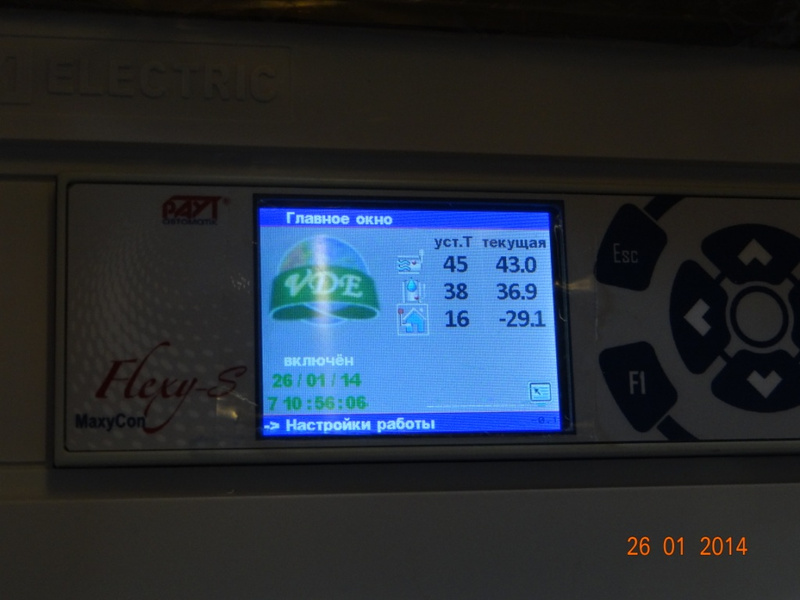 ELECTRIC
РАУТ®
Главное окно
уст.Т текущая
45 43.0
38 36.9
16 -29.1
VDE
включён
26/01/14
7 10:56:06
-> Настройки работы
Flexy-S
MaxyCon
Esc
F1
26 01 2014